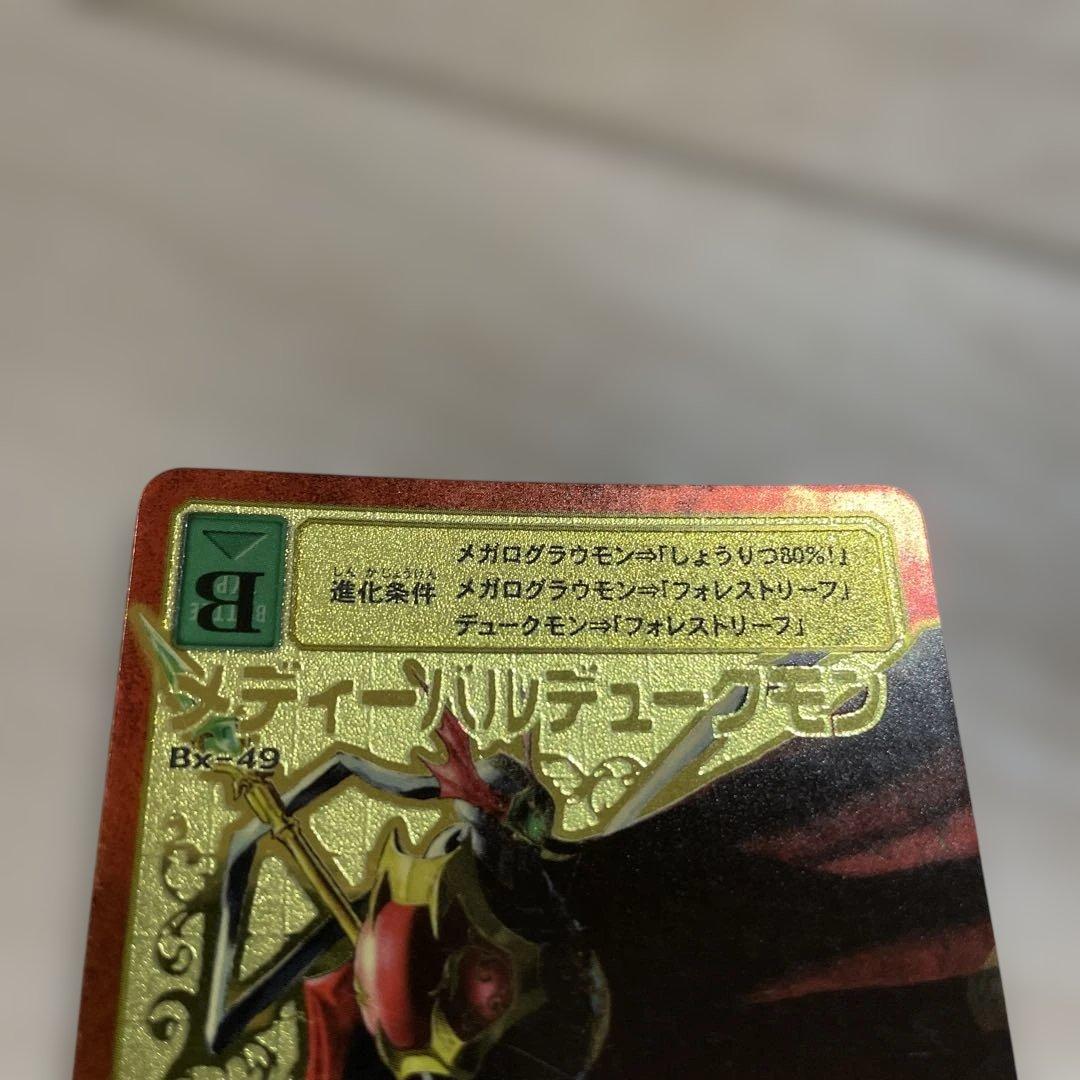 メガログラウモン⇒「しょうりつ80%!」
しんかじょうけん
進化条件 メガログラウモン⇒「フォレストリーフ」
デュークモン⇒「フォレストリーフ」
B
メディーバルデュークモン
Bx-49